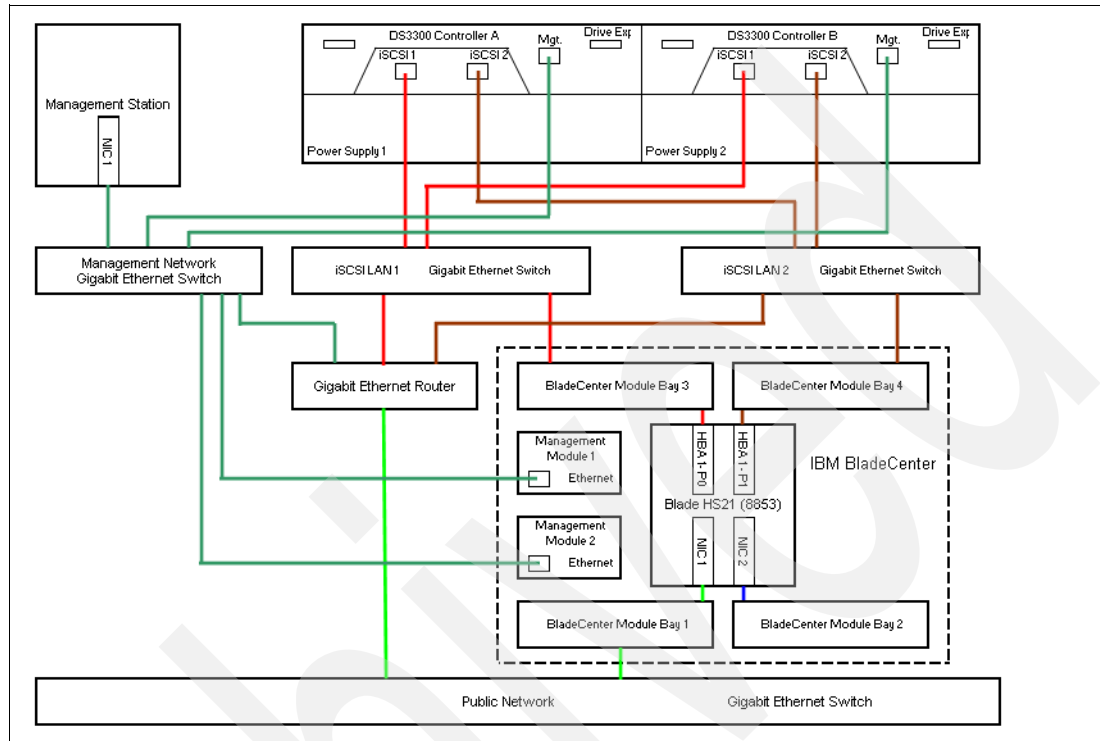 DS3300 Controller A
Mgt.
Drive Exp
DS3300 Controller B
Mgt.
Drive Exp
iSCSI 1
iSCSI 2
iSCSI 1
iSCSI 2
Management Station
NIC1
Power Supply 1
Power Supply 2
Management Network
Gigabit Ethernet Switch
iSCSI LAN 1
Gigabit Ethernet Switch
iSCSI LAN 2
Gigabit Ethernet Switch
Gigabit Ethernet Router
BladeCenter Module Bay 3
BladeCenter Module Bay 4
Management
Module 1
Ethernet
HBA 1-P0
HBA 1-P1
IBM BladeCenter
Blade HS21 (8853)
Management
Module 2
Ethernet
NIC1
NIC 2
BladeCenter Module Bay 1
BladeCenter Module Bay 2
Public Network
Gigabit Ethernet Switch